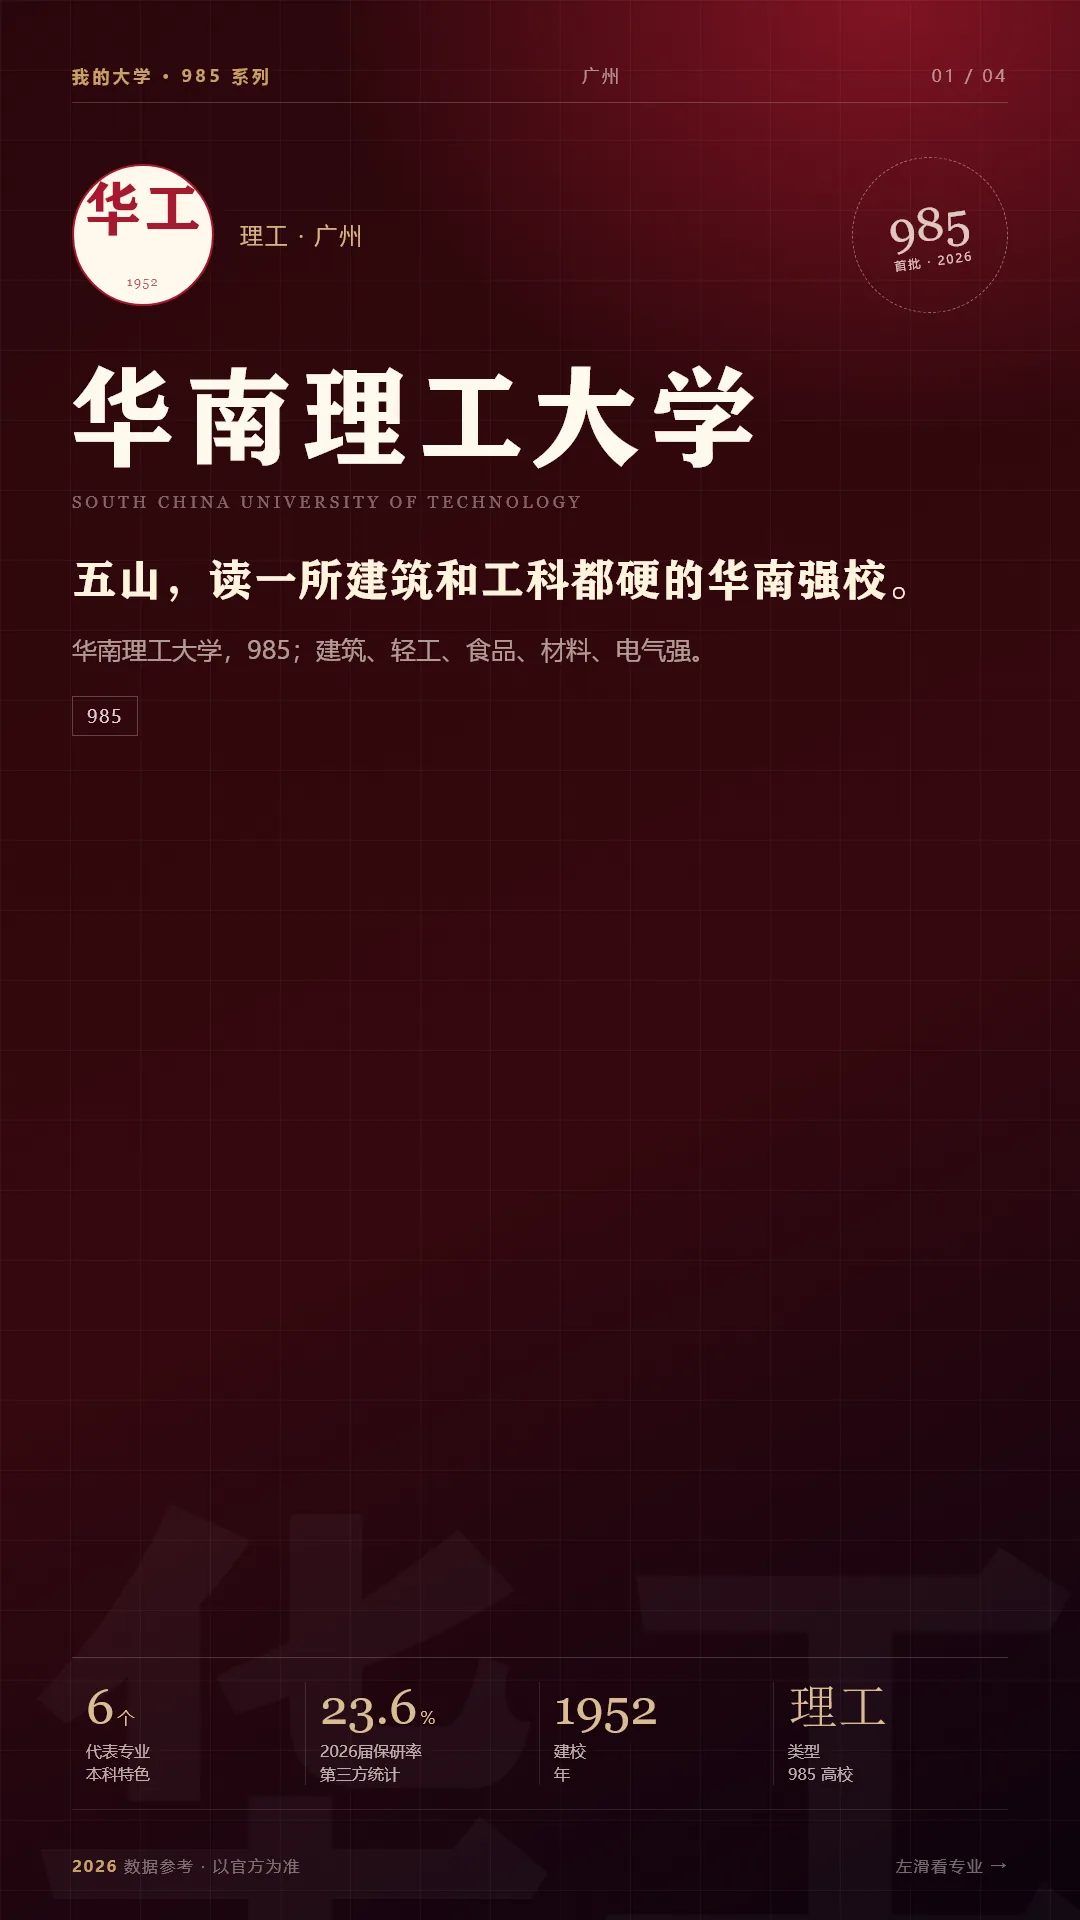 我的大学 • 985 系列
广州
01 / 04
华工
1952
理工 · 广州
985
首批 · 2026
华南理工大学
SOUTH CHINA UNIVERSITY OF TECHNOLOGY
五山，读一所建筑和工科都硬的华南强校。
华南理工大学，985；建筑、轻工、食品、材料、电气强。
985
华工
6个
代表专业
本科特色
23.6%
2026届保研率
第三方统计
1952
建校
年
理工
类型
985 高校
2026 数据参考 · 以官方为准
左滑看专业 →